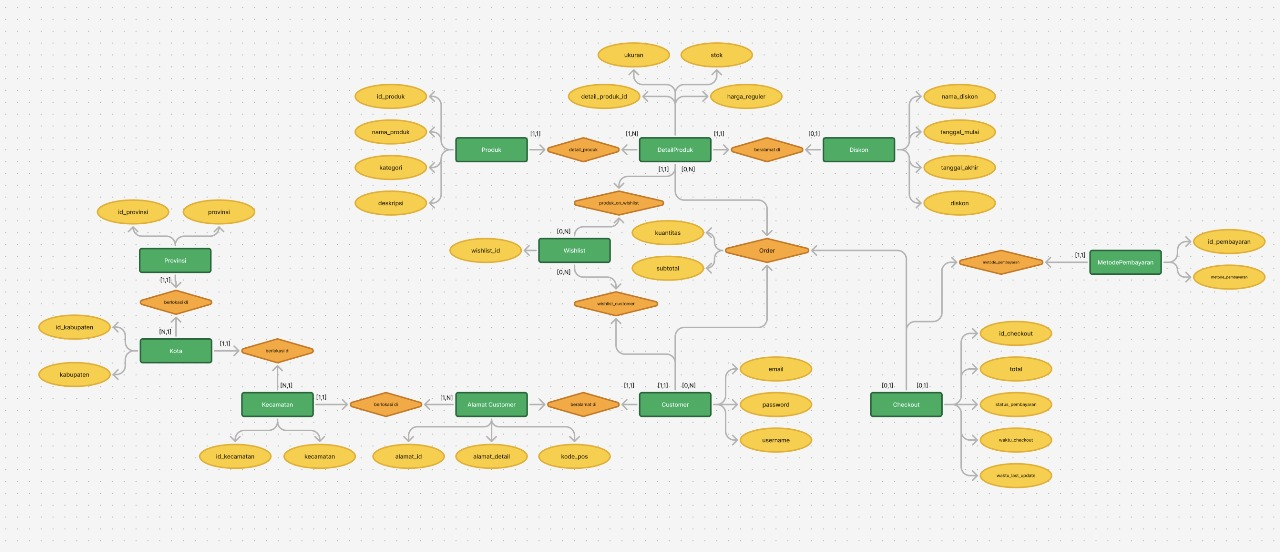 ukuran
stok
id_produk
detail_produk_id
harga_reguler
nama_diskon
nama_produk
tanggal_mulai
[1,1]
[1,N]
[1,1]
[0,1]
Produk
detail_produk
DetailProduk
Diskon
kategori
[1,1]
[0,N]
tanggal_akhir
deskripsi
produk_on_wishlist
diskon
id_provinsi
provinsi
[0,N]
kuantitas
wishlist_id
Wishlist
Order
id_pembayaran
Provinsi
[1,1]
metode_pembayaran
MetodePembayaran
[0,N]
subtotal
metode_pembayaran
[1,1]
berlokasi di
wishlist_customer
id_kabupaten
[N,1]
id_checkout
Kota
[1,1]
berlokasi di
kabupaten
email
total
[N,1]
[1,1]
[1,1]
[0,N]
[0,1]
[0,1]
Kecamatan
[1,1]
berlokasi di
[1,N]
Alamat Customer
beralamat di
Customer
password
Checkout
status_pembayaran
username
waktu_checkout
id_kecamatan
kecamatan
alamat_id
alamat_detail
kode_pos
waktu_last_update